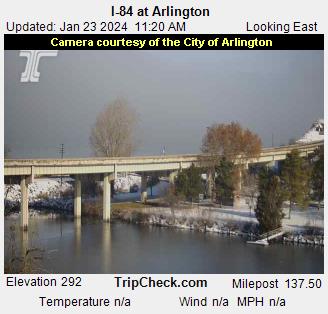 I-84 at Arlington
Updated: Jan 23 2024 11:20 AM Looking East
Camera courtesy of the City of Arlington
Elevation 292 TripCheck.com Milepost 137.50
Temperature n/a Wind n/a MPH n/a